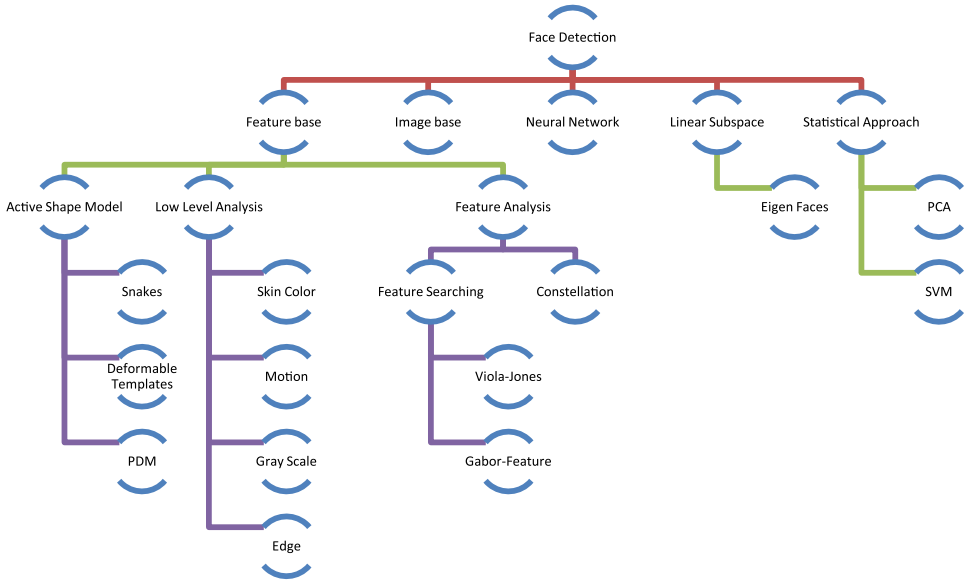 Face Detection
Feature base
Image base
Neural Network
Linear Subspace
Statistical Approach
Active Shape Model
Low Level Analysis
Feature Analysis
Eigen Faces
PCA
Snakes
Skin Color
Feature Searching
Constellation
SVM
Deformable
Templates
Motion
Viola-Jones
PDM
Gray Scale
Gabor-Feature
Edge